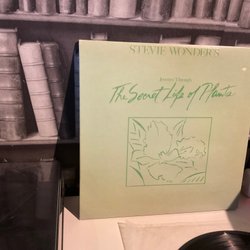 STEVIE WONDER'S
Journey Through
The Secret Life of Plants